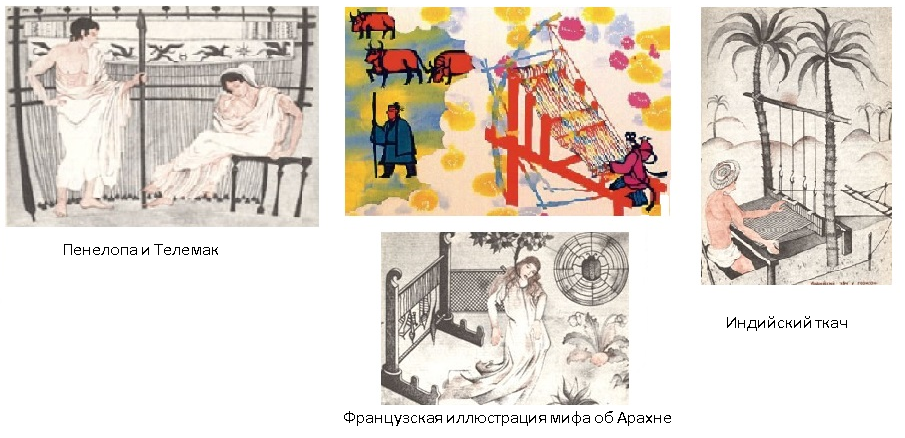 Пенелопа и Телемак
Индийский ткач
Французская иллюстрация мифа об Арахне